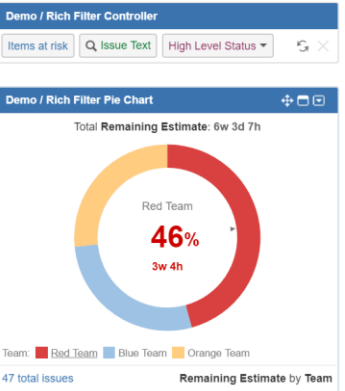 Demo / Rich Filter Controller
Items at risk Issue Text High Level Status
Demo / Rich Filter Pie Chart
Total Remaining Estimate: 6w 3d 7h
Red Team
46%
3w 4h
Team: Red Team Blue Team Orange Team
47 total issues Remaining Estimate by Team